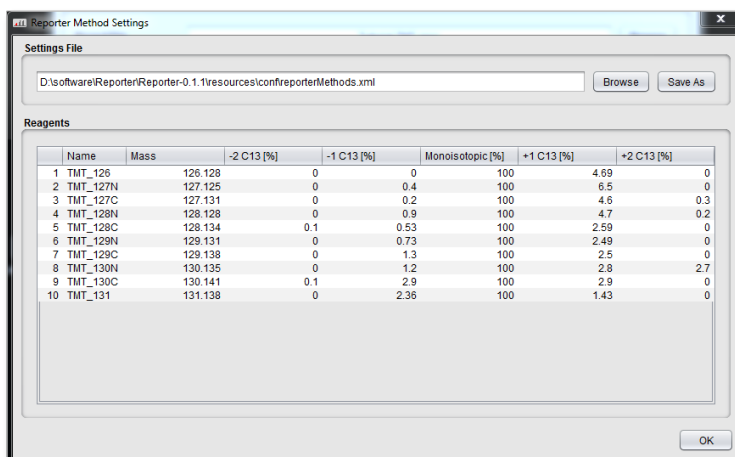 Reporter Method Settings
X
Settings File
D:\software\Reporter\Reporter-0.1.1\resources\conf\reporterMethods.xml Browse Save As
Reagents
Name Mass -2 C13 [%] -1 C13 [%] Monoisotopic [%] +1 C13 [%] +2 C13 [%]
1 TMT_126 126.128 0 0 100 4.69 0
2 TMT_127N 127.125 0 0.4 100 6.5 0
3 TMT_127C 127.131 0 0.2 100 4.6 0.3
4 TMT_128N 128.128 0 0.9 100 4.7 0.2
5 TMT_128C 128.134 0.1 0.53 100 2.59 0
6 TMT_129N 129.131 0 0.73 100 2.49 0
7 TMT_129C 129.138 0 1.3 100 2.5 0
8 TMT_130N 130.135 0 1.2 100 2.8 2.7
9 TMT_130C 130.141 0.1 2.9 100 2.9 0
10 TMT_131 131.138 0 2.36 100 1.43 0
OK